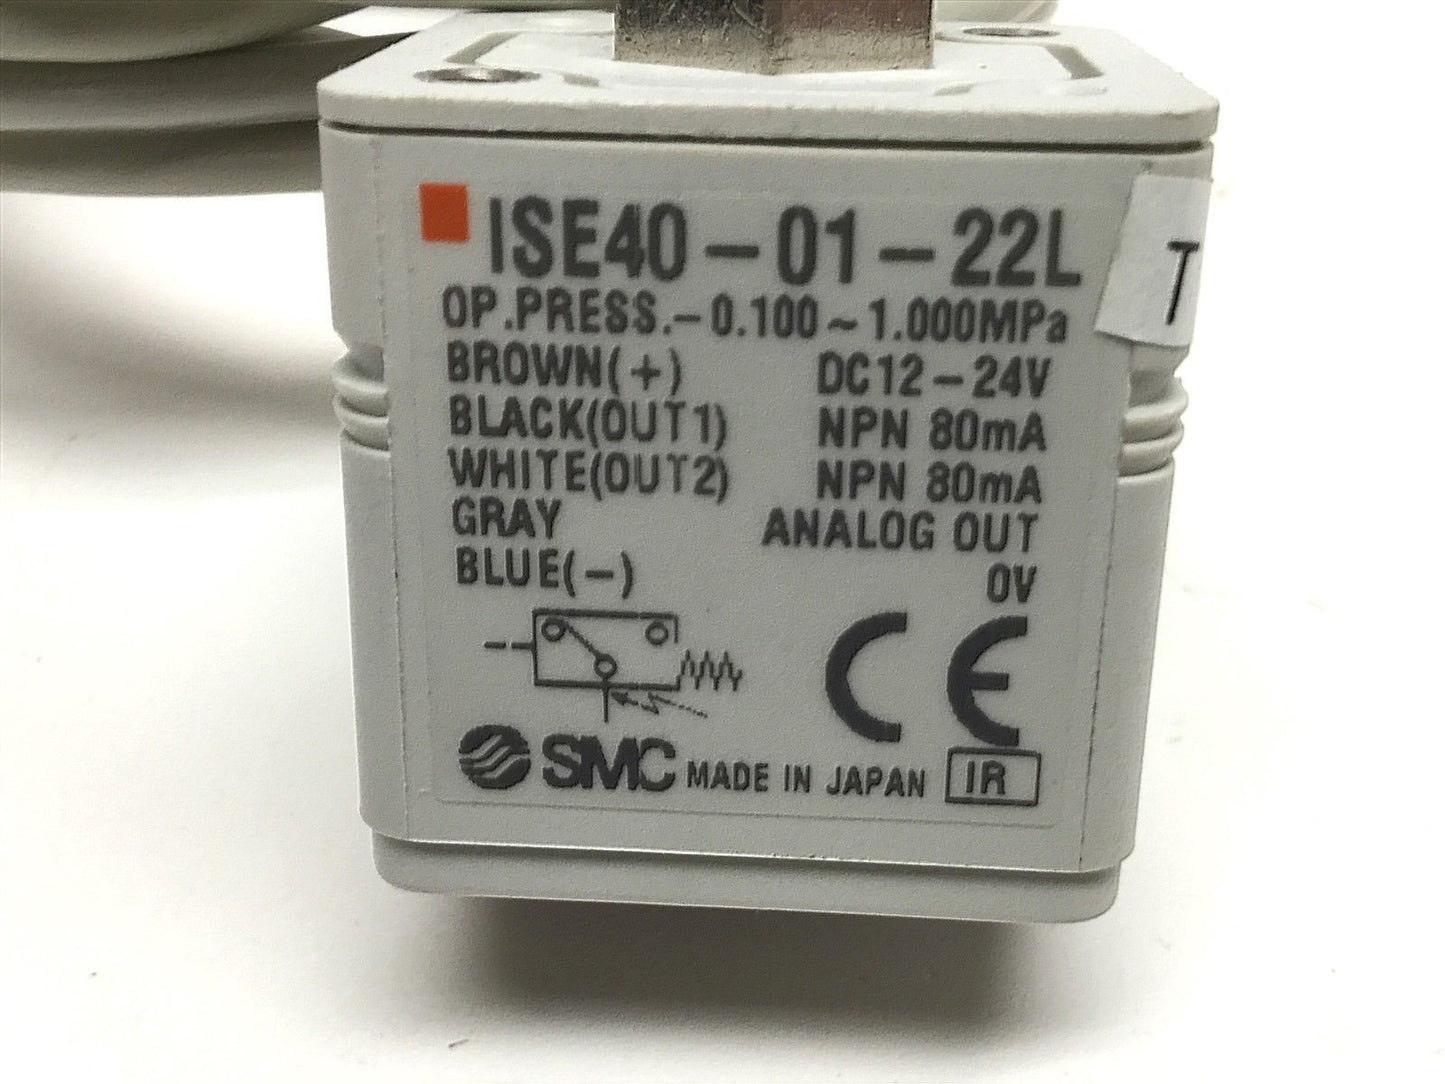 ISE40-01-22L
T
OP.PRESS.-0.100~1.000MPa
BROWN(+) DC12-24V
BLACK(OUT1) NPN 80mA
WHITE(OUT2) NPN 80mA
GRAY ANALOG OUT
BLUE(-) 0V
CE
SMC MADE IN JAPAN IR